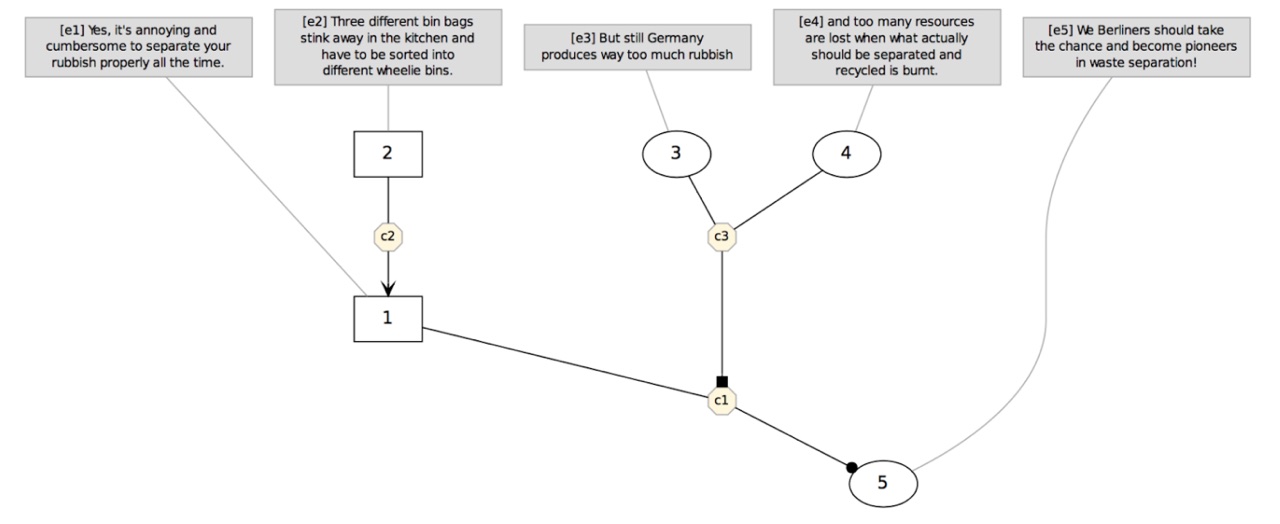 [e1] Yes, it's annoying and
cumbersome to separate your
rubbish properly all the time.
[e2] Three different bin bags
stink away in the kitchen and
have to be sorted into
different wheelie bins.
[e3] But still Germany
produces way too much rubbish
[e4] and too many resources
are lost when what actually
should be separated and
recycled is burnt.
[e5] We Berliners should take
the chance and become pioneers
in waste separation!
2
3
4
c2
c3
1
c1
5